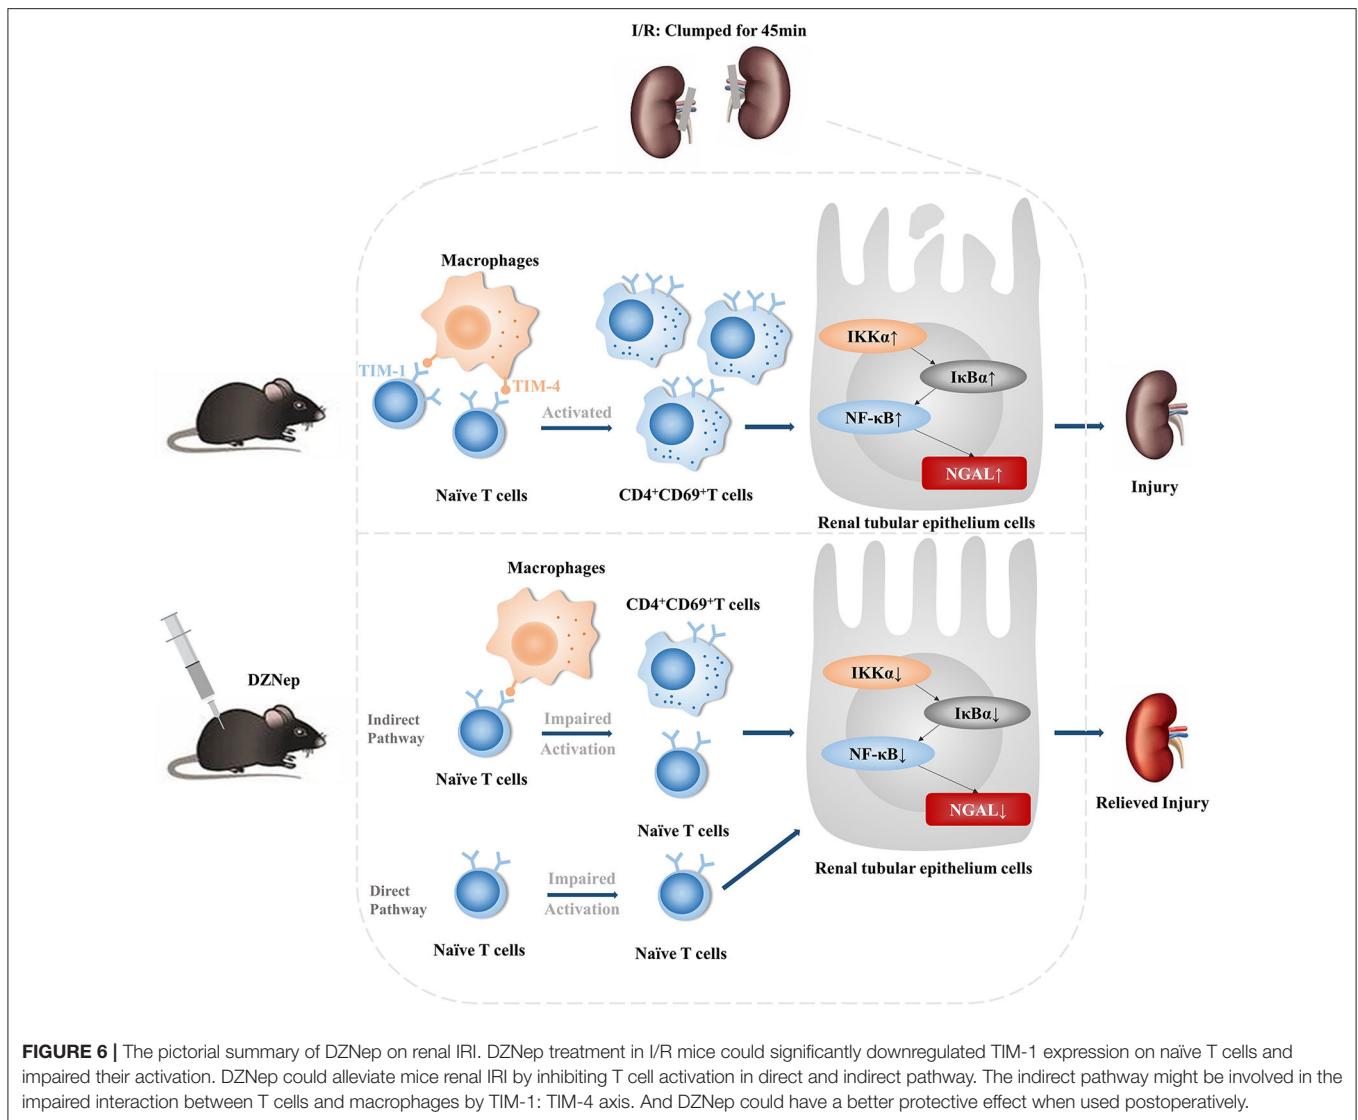 I/R: Clumped for 45min
Macrophages
TIM-1
TIM-4
Activated
Naïve T cells
CD4⁺CD69⁺T cells
IKKα↑
IκBα↑
NF-κB↑
NGAL↑
Renal tubular epithelium cells
Injury
DZNep
Indirect
Pathway
Macrophages
Naïve T cells
Impaired
Activation
CD4⁺CD69⁺T cells
Naïve T cells
IKKα↓
IκBα↓
NF-κB↓
NGAL↓
Renal tubular epithelium cells
Relieved Injury
Direct
Pathway
Naïve T cells
Impaired
Activation
Naïve T cells
FIGURE 6 | The pictorial summary of DZNep on renal IRI. DZNep treatment in I/R mice could significantly downregulated TIM-1 expression on naïve T cells and
impaired their activation. DZNep could alleviate mice renal IRI by inhibiting T cell activation in direct and indirect pathway. The indirect pathway might be involved in the
impaired interaction between T cells and macrophages by TIM-1: TIM-4 axis. And DZNep could have a better protective effect when used postoperatively.